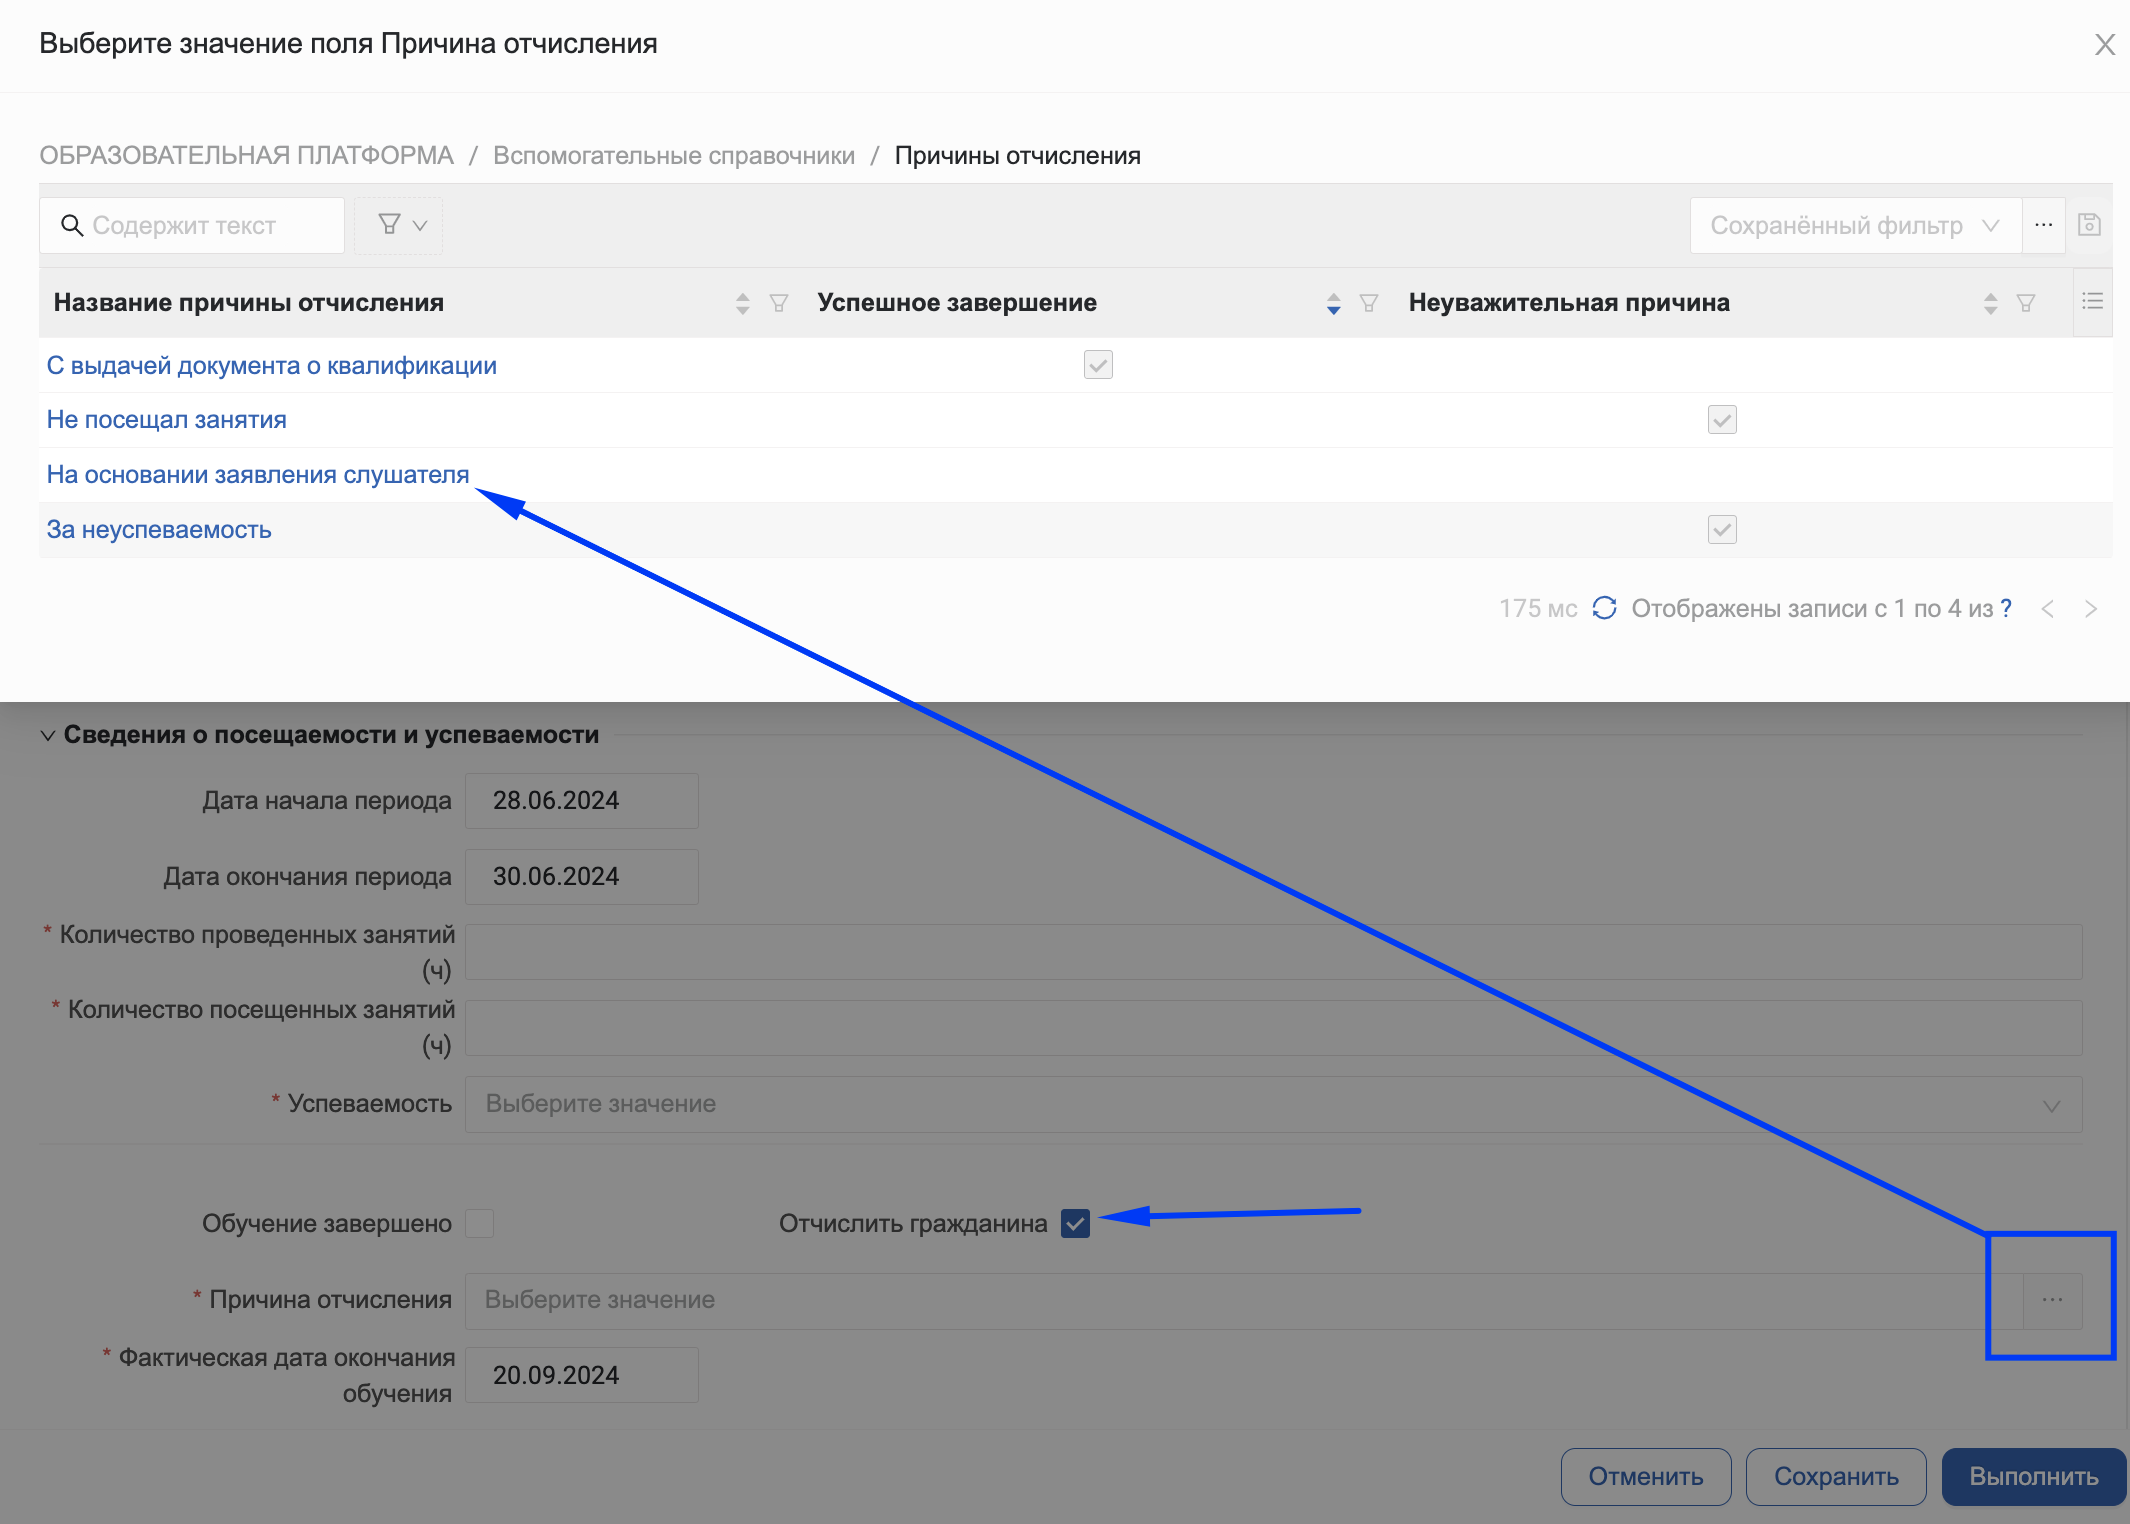 Выберите значение поля Причина отчисления
X
ОБРАЗОВАТЕЛЬНАЯ ПЛАТФОРМА / Вспомогательные справочники / Причины отчисления
Содержит текст
Сохранённый фильтр ...
Название причины отчисления Успешное завершение Неуважительная причина
С выдачей документа о квалификации
Не посещал занятия
На основании заявления слушателя
За неуспеваемость
175 мс Отображены записи с 1 по 4 из ? < >
Сведения о посещаемости и успеваемости
Дата начала периода 28.06.2024
Дата окончания периода 30.06.2024
* Количество проведенных занятий
(ч)
* Количество посещенных занятий
(ч)
* Успеваемость Выберите значение
Обучение завершено Отчислить гражданина
* Причина отчисления Выберите значение ...
* Фактическая дата окончания
обучения 20.09.2024
Отменить Сохранить Выполнить